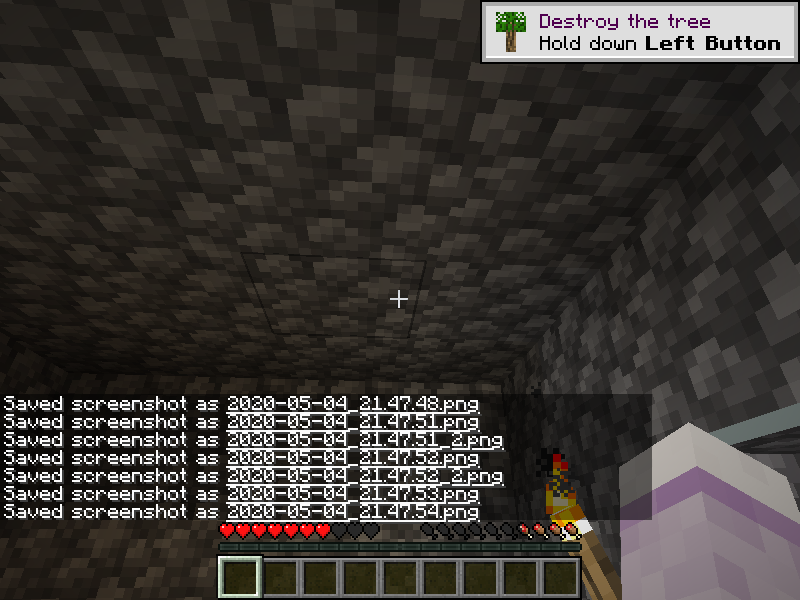 Destroy the tree
Hold down Left Button
Saved screenshot as 2020-05-04_21.47.48.png
Saved screenshot as 2020-05-04_21.47.51.png
Saved screenshot as 2020-05-04_21.47.51_2.png
Saved screenshot as 2020-05-04_21.47.52.png
Saved screenshot as 2020-05-04_21.47.52_2.png
Saved screenshot as 2020-05-04_21.47.53.png
Saved screenshot as 2020-05-04_21.47.54.png